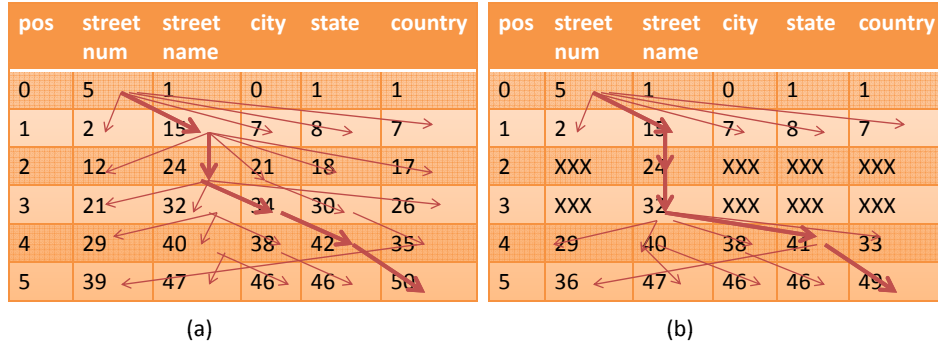 pos street num street name city state country
0 5 1 0 1 1
1 2 15 7 8 7
2 12 24 21 18 17
3 21 32 24 30 26
4 29 40 38 42 35
5 39 47 46 46 50
(a)
pos street num street name city state country
0 5 1 0 1 1
1 2 15 7 8 7
2 XXX 24 XXX XXX XXX
3 XXX 32 XXX XXX XXX
4 29 40 38 41 33
5 36 47 46 46 49
(b)